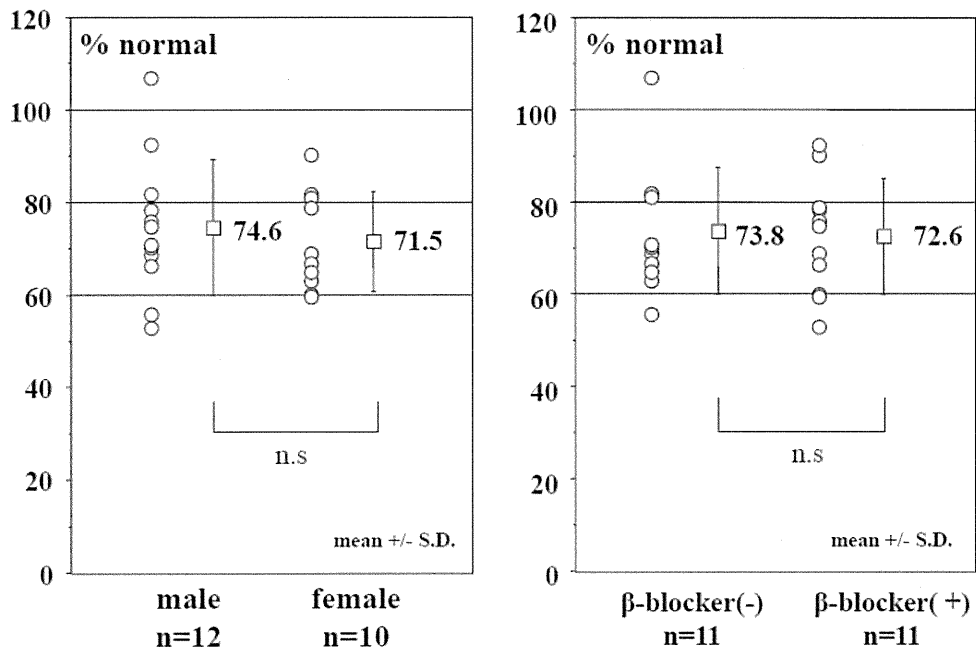 % normal
120
100
80
60
40
20
0
74.6
71.5
n.s
mean +/- S.D.
male
n=12
female
n=10
% normal
120
100
80
60
40
20
0
73.8
72.6
n.s
mean +/- S.D.
β-blocker(-)
n=11
β-blocker( +)
n=11